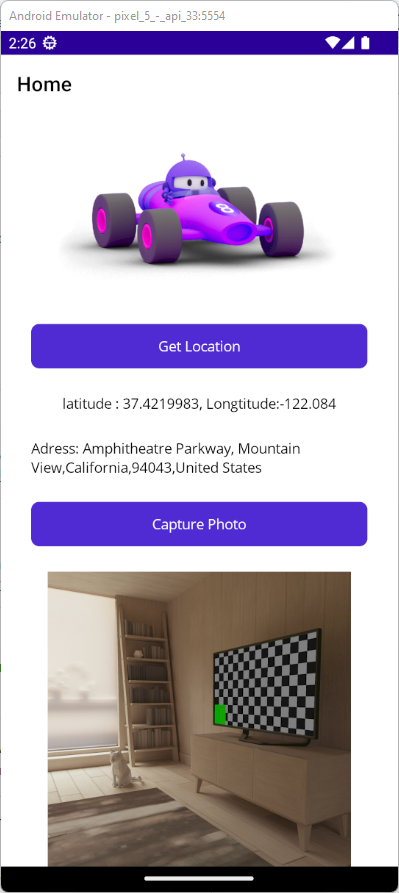 Android Emulator - pixel_5_-_api_33:5554
2:26
Home
8
Get Location
latitude : 37.4219983, Longtitude:-122.084
Adress: Amphitheatre Parkway, Mountain
View,California,94043,United States
Capture Photo